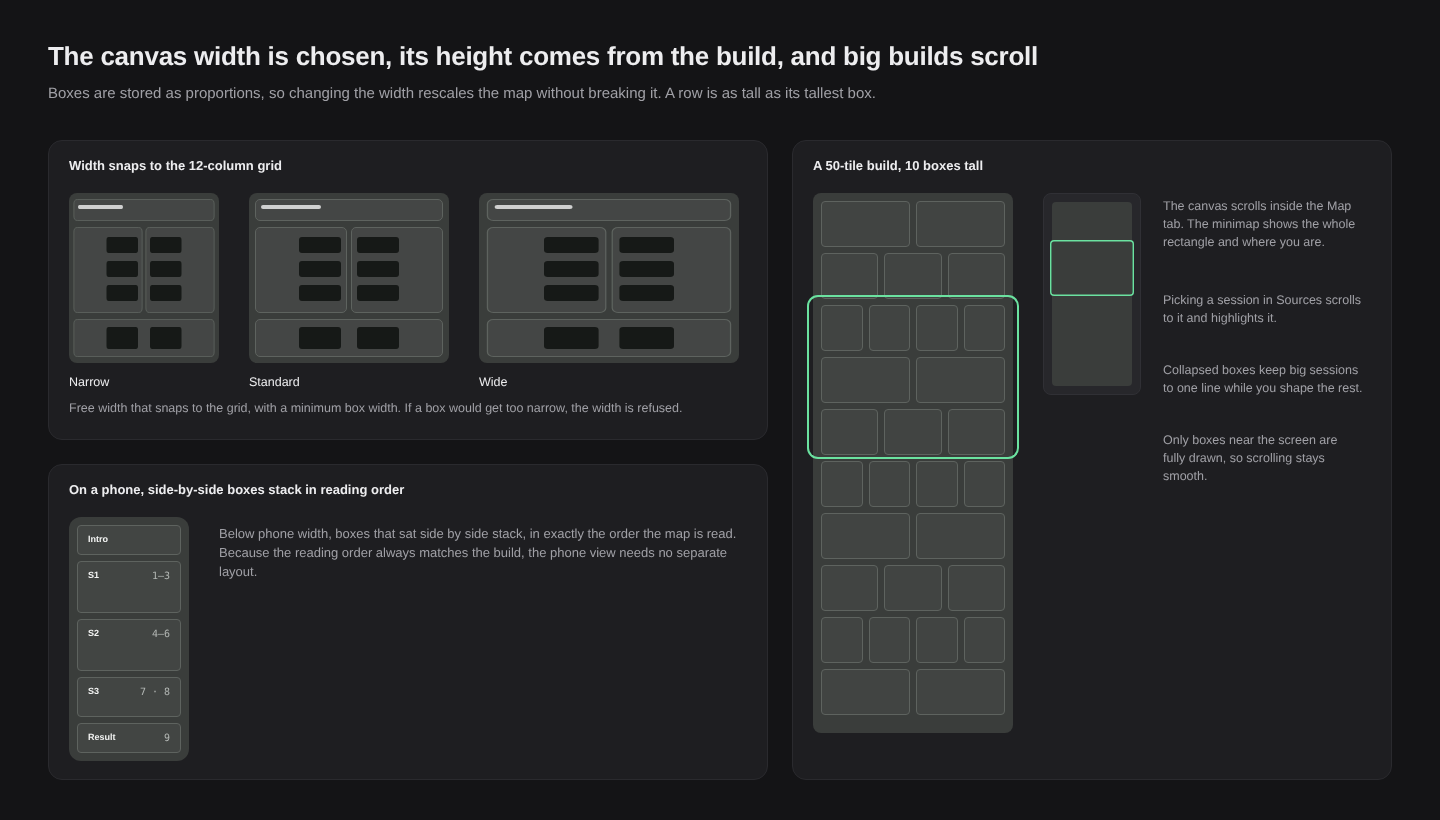 The canvas width is chosen, its height comes from the build, and big builds scroll
Boxes are stored as proportions, so changing the width rescales the map without breaking it. A row is as tall as its tallest box.
Width snaps to the 12-column grid
Narrow
Standard
Wide
Free width that snaps to the grid, with a minimum box width. If a box would get too narrow, the width is refused.
On a phone, side-by-side boxes stack in reading order
Intro
S1 1–3
S2 4–6
S3 7 · 8
Result 9
Below phone width, boxes that sat side by side stack, in exactly the order the map is read.
Because the reading order always matches the build, the phone view needs no separate
layout.
A 50-tile build, 10 boxes tall
The canvas scrolls inside the Map
tab. The minimap shows the whole
rectangle and where you are.
Picking a session in Sources scrolls
to it and highlights it.
Collapsed boxes keep big sessions
to one line while you shape the rest.
Only boxes near the screen are
fully drawn, so scrolling stays
smooth.